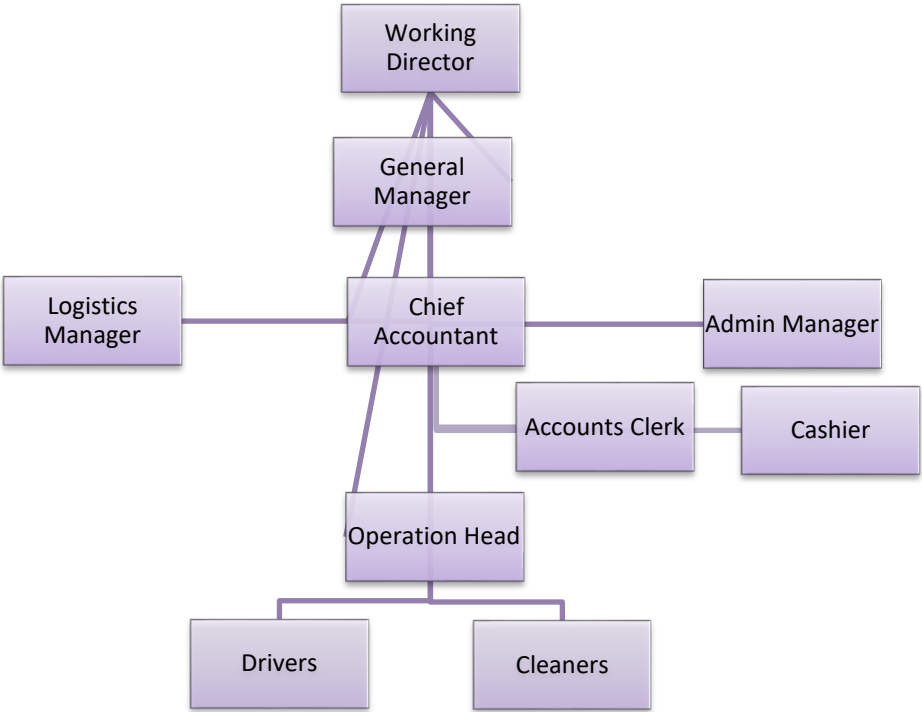 Working
Director
General
Manager
Logistics
Manager
Chief
Accountant
Admin Manager
Accounts Clerk
Cashier
Operation Head
Drivers
Cleaners